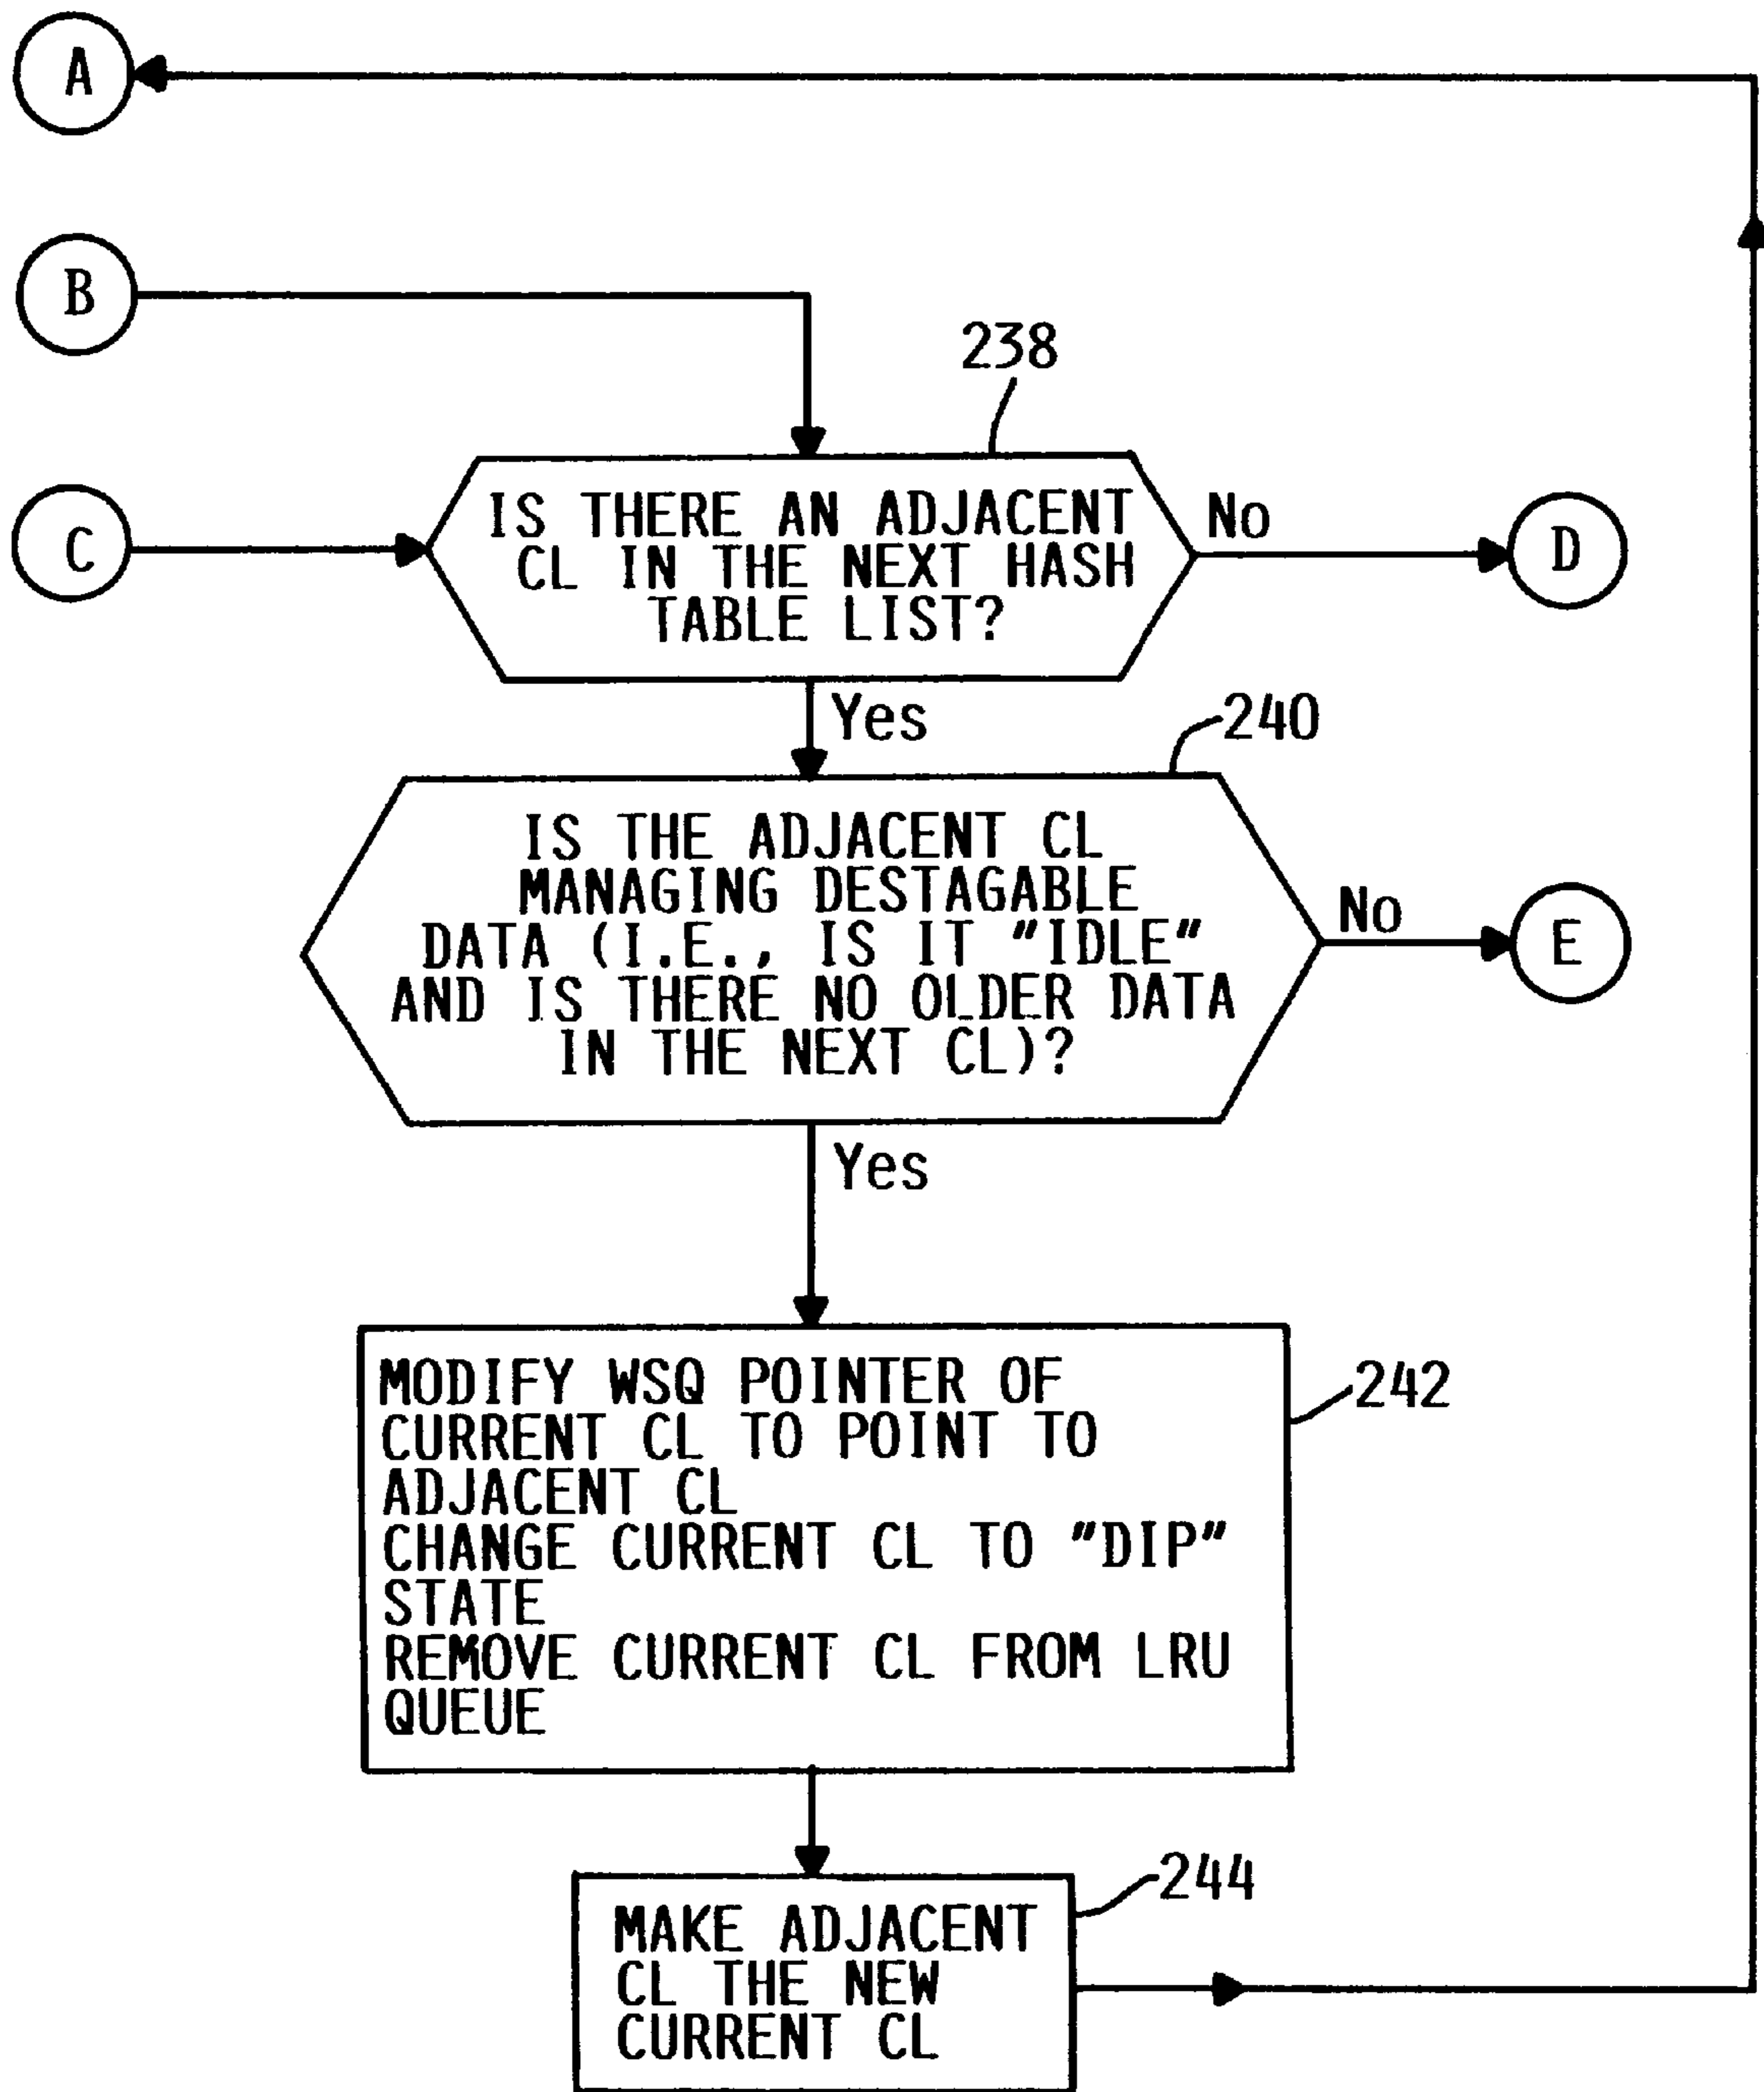 A
B
238
C
IS THERE AN ADJACENT
CL IN THE NEXT HASH
TABLE LIST?
No
D
Yes
240
IS THE ADJACENT CL
MANAGING DESTAGABLE
DATA (I.E., IS IT "IDLE"
AND IS THERE NO OLDER DATA
IN THE NEXT CL)?
No
E
Yes
MODIFY WSQ POINTER OF
CURRENT CL TO POINT TO
ADJACENT CL
CHANGE CURRENT CL TO "DIP"
STATE
REMOVE CURRENT CL FROM LRU
QUEUE
242
244
MAKE ADJACENT
CL THE NEW
CURRENT CL